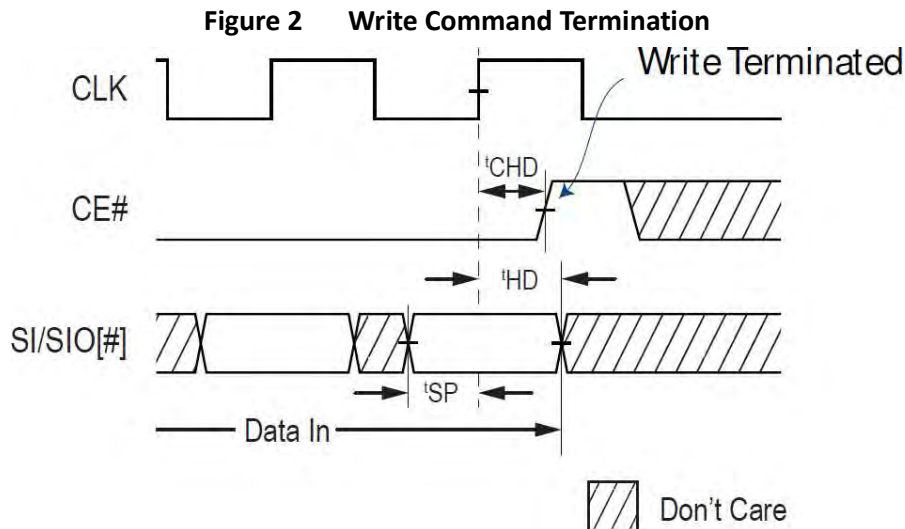 Figure 2 Write Command Termination
CLK
Write Terminated
tCHD
CE#
tHD
SI/SIO[#]
tSP
Data In
Don't Care